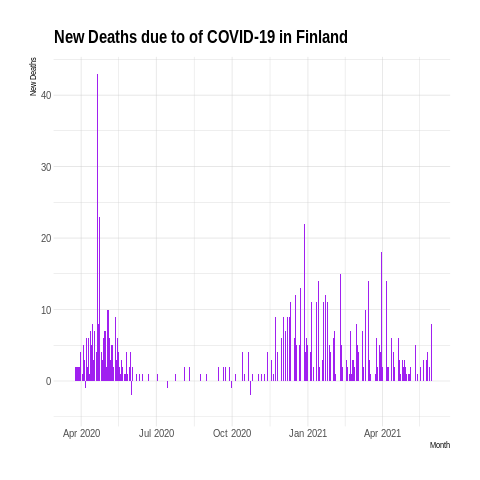 New Deaths due to of COVID-19 in Finland
New Deaths
40
30
20
10
0
Apr 2020 Jul 2020 Oct 2020 Jan 2021 Apr 2021
Month